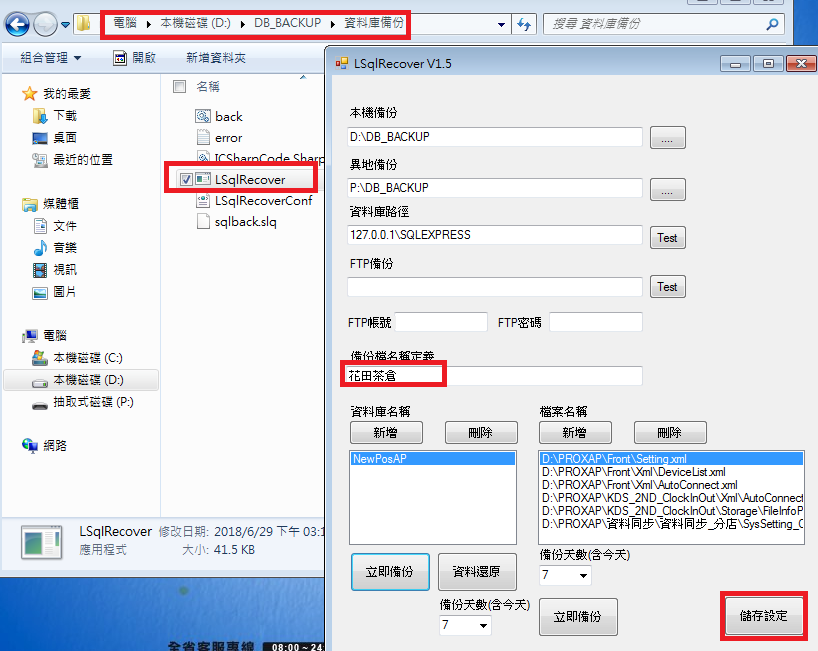 電腦 ▸ 本機磁碟 (D:) ▸ DB_BACKUP ▸ 資料庫備份
搜尋 資料庫備份
組合管理 開啟 新增資料夾
我的最愛
下載
桌面
最近的位置
媒體櫃
文件
音樂
視訊
圖片
電腦
本機磁碟 (C:)
本機磁碟 (D:)
抽取式磁碟 (P:)
網路
名稱
back
error
ICSharpCode.Sharp
LSqlRecover
LSqlRecoverConf
sqlback.slq
LSqlRecover 修改日期: 2018/6/29 下午 03:1
應用程式 大小: 41.5 KB
LSqlRecover V1.5
本機備份
D:\DB_BACKUP ....
異地備份
P:\DB_BACKUP ....
資料庫路徑
127.0.0.1\SQLEXPRESS Test
FTP備份
Test
FTP帳號 FTP密碼
備份檔名稱定義
花田茶倉
資料庫名稱
新增 刪除
NewPosAP
立即備份 資料還原
備份天數(含今天)
7
檔案名稱
新增 刪除
D:\PROXAP\Front\Setting.xml
D:\PROXAP\Front\Xml\DeviceList.xml
D:\PROXAP\Front\Xml\AutoConnect.xml
D:\PROXAP\KDS_2ND_ClockInOut\Xml\AutoConnect
D:\PROXAP\KDS_2ND_ClockInOut\Storage\FileInfoP
D:\PROXAP\資料同步\資料同步_分店\SysSetting_C
備份天數(含今天)
7
立即備份
儲存設定
全省客服專線 08:00~24